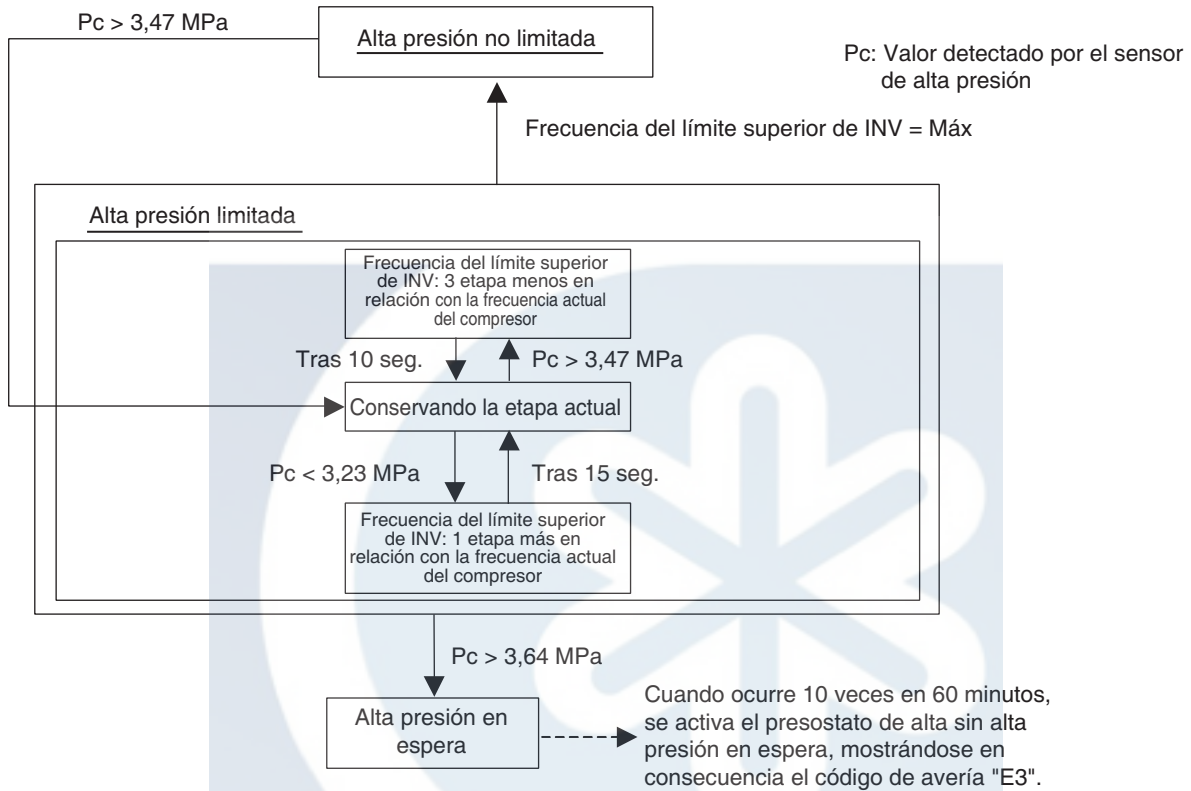 Pc > 3,47 MPa
Alta presión no limitada
Pc: Valor detectado por el sensor
de alta presión
Frecuencia del límite superior de INV = Máx
Alta presión limitada
Frecuencia del límite superior
de INV: 3 etapa menos en
relación con la frecuencia actual
del compresor
Tras 10 seg.
Pc > 3,47 MPa
Conservando la etapa actual
Pc < 3,23 MPa
Tras 15 seg.
Frecuencia del límite superior
de INV: 1 etapa más en
relación con la frecuencia actual
del compresor
Pc > 3,64 MPa
Alta presión en
espera
Cuando ocurre 10 veces en 60 minutos,
se activa el presostato de alta sin alta
presión en espera, mostrándose en
consecuencia el código de avería "E3".